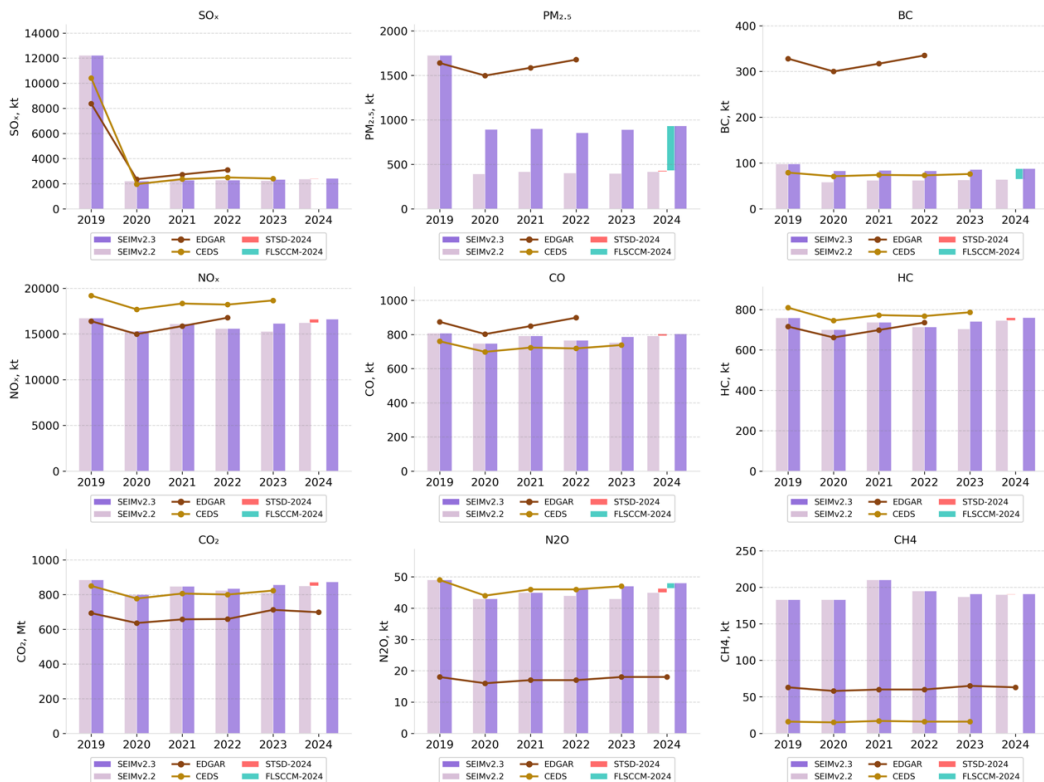 SOₓ
SOₓ, kt
14000
12000
10000
8000
6000
4000
2000
0
2019 2020 2021 2022 2023 2024
SEIMv2.3 EDGAR STSD-2024
SEIMv2.2 CEDS FLSCCM-2024
PM₂.₅
PM₂.₅, kt
2000
1500
1000
500
0
2019 2020 2021 2022 2023 2024
SEIMv2.3 EDGAR STSD-2024
SEIMv2.2 CEDS FLSCCM-2024
BC
BC, kt
400
300
200
100
0
2019 2020 2021 2022 2023 2024
SEIMv2.3 EDGAR STSD-2024
SEIMv2.2 CEDS FLSCCM-2024
NOₓ
NOₓ, kt
20000
15000
10000
5000
0
2019 2020 2021 2022 2023 2024
SEIMv2.3 EDGAR STSD-2024
SEIMv2.2 CEDS FLSCCM-2024
CO
CO, kt
1000
800
600
400
200
0
2019 2020 2021 2022 2023 2024
SEIMv2.3 EDGAR STSD-2024
SEIMv2.2 CEDS FLSCCM-2024
HC
HC, kt
800
600
400
200
0
2019 2020 2021 2022 2023 2024
SEIMv2.3 EDGAR STSD-2024
SEIMv2.2 CEDS FLSCCM-2024
CO₂
CO₂, Mt
1000
800
600
400
200
0
2019 2020 2021 2022 2023 2024
SEIMv2.3 EDGAR STSD-2024
SEIMv2.2 CEDS FLSCCM-2024
N2O
N2O, kt
50
40
30
20
10
0
2019 2020 2021 2022 2023 2024
SEIMv2.3 EDGAR STSD-2024
SEIMv2.2 CEDS FLSCCM-2024
CH4
CH4, kt
250
200
150
100
50
0
2019 2020 2021 2022 2023 2024
SEIMv2.3 EDGAR STSD-2024
SEIMv2.2 CEDS FLSCCM-2024